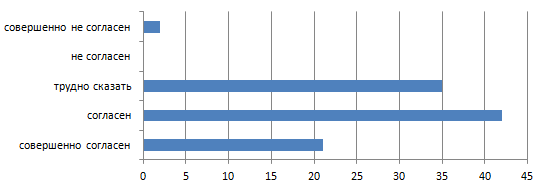 совершенно не согласен
не согласен
трудно сказать
согласен
совершенно согласен
0 5 10 15 20 25 30 35 40 45